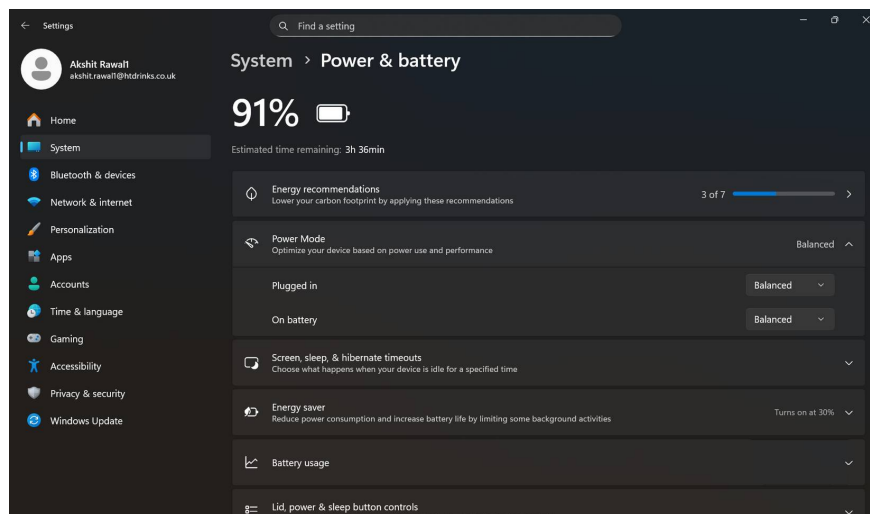 Settings
Find a setting
Akshit Rawal1
akshit.rawal1@htdrinks.co.uk
Home
System
Bluetooth & devices
Network & internet
Personalization
Apps
Accounts
Time & language
Gaming
Accessibility
Privacy & security
Windows Update
System > Power & battery
91%
Estimated time remaining: 3h 36min
Energy recommendations
Lower your carbon footprint by applying these recommendations
3 of 7
Power Mode
Optimize your device based on power use and performance
Balanced
Plugged in
Balanced
On battery
Balanced
Screen, sleep, & hibernate timeouts
Choose what happens when your device is idle for a specified time
Energy saver
Reduce power consumption and increase battery life by limiting some background activities
Turns on at 30%
Battery usage
Lid, power & sleep button controls